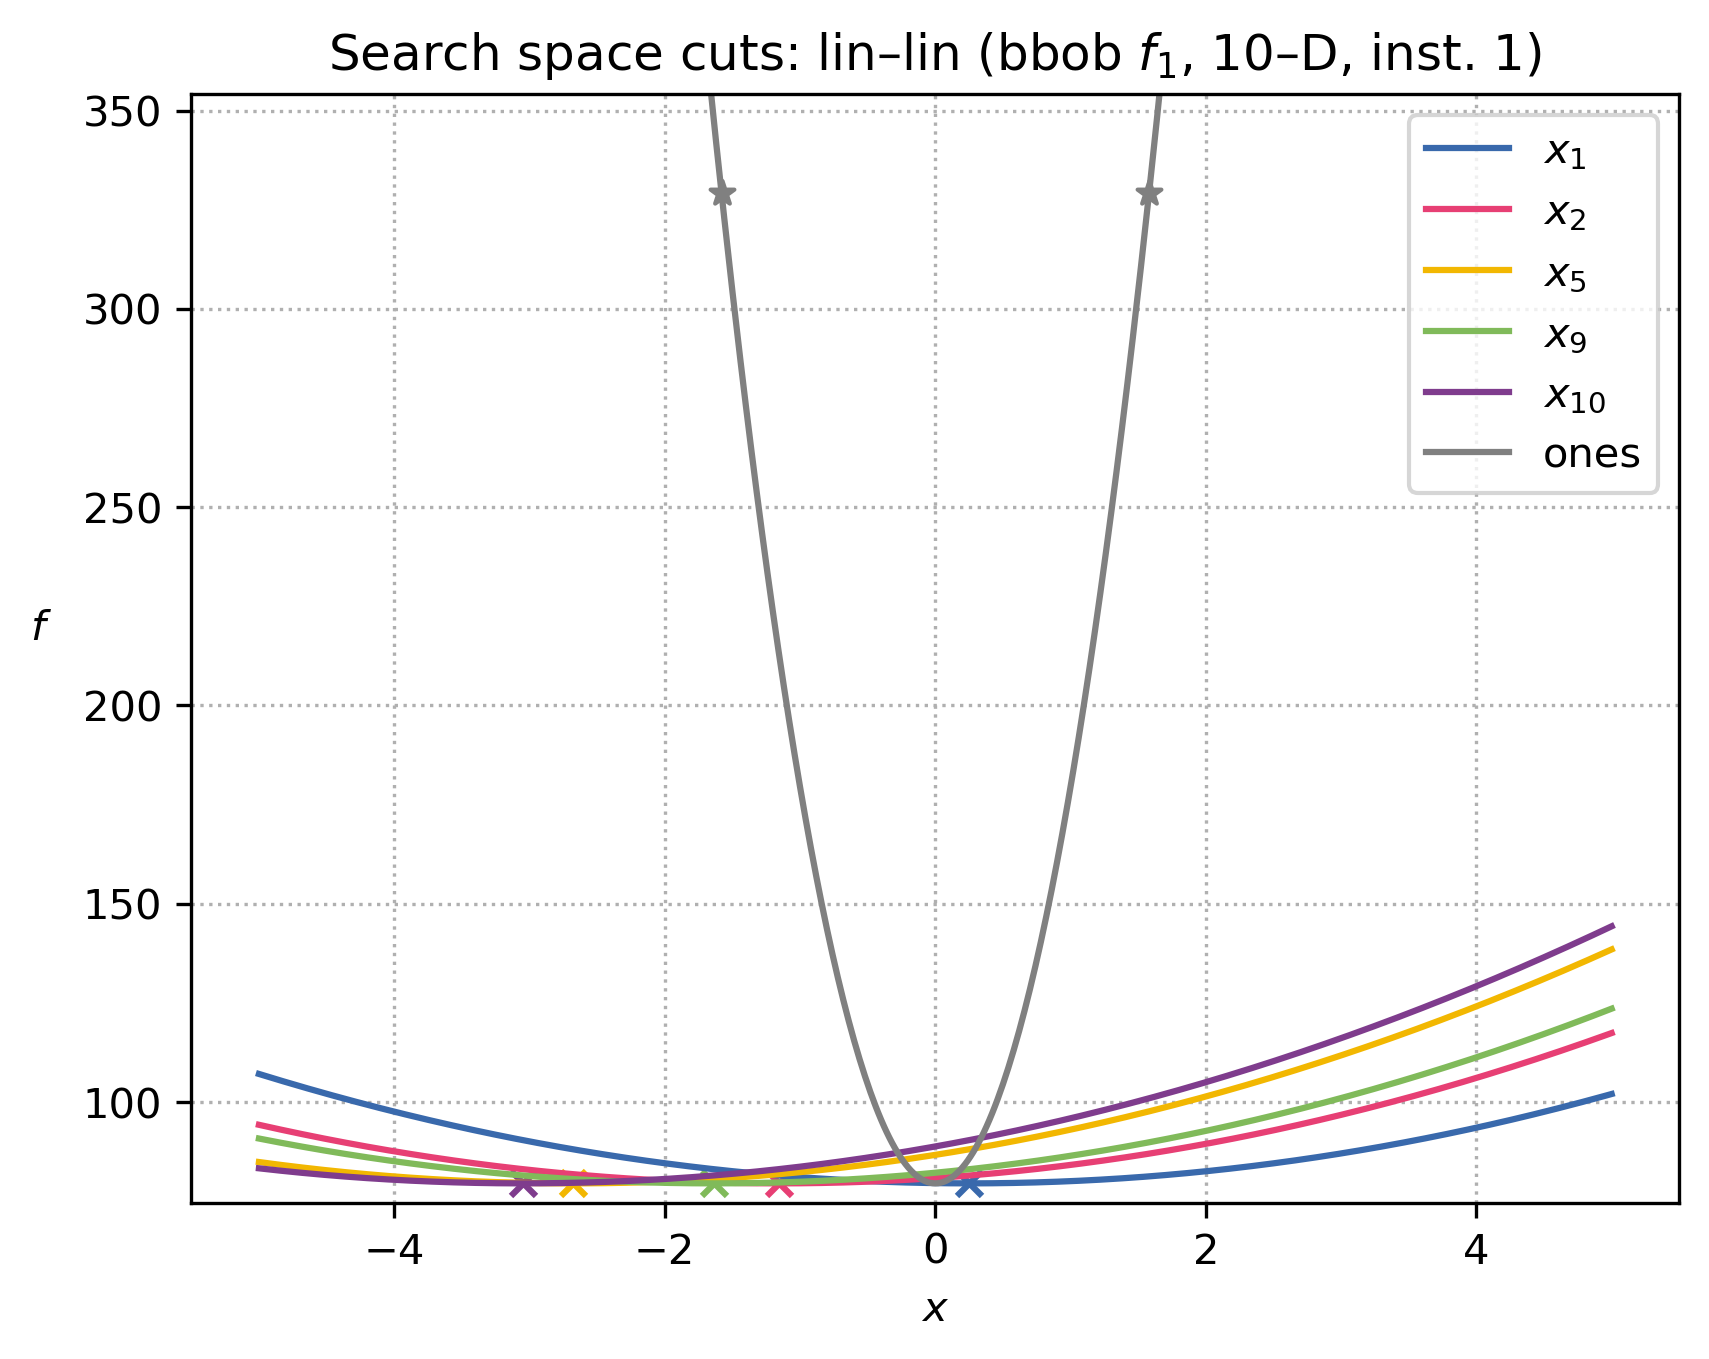 Search space cuts: lin–lin (bbob f₁, 10–D, inst. 1)
350
300
250
200
150
100
f
−4
−2
0
2
4
x
x₁
x₂
x₅
x₉
x₁₀
ones